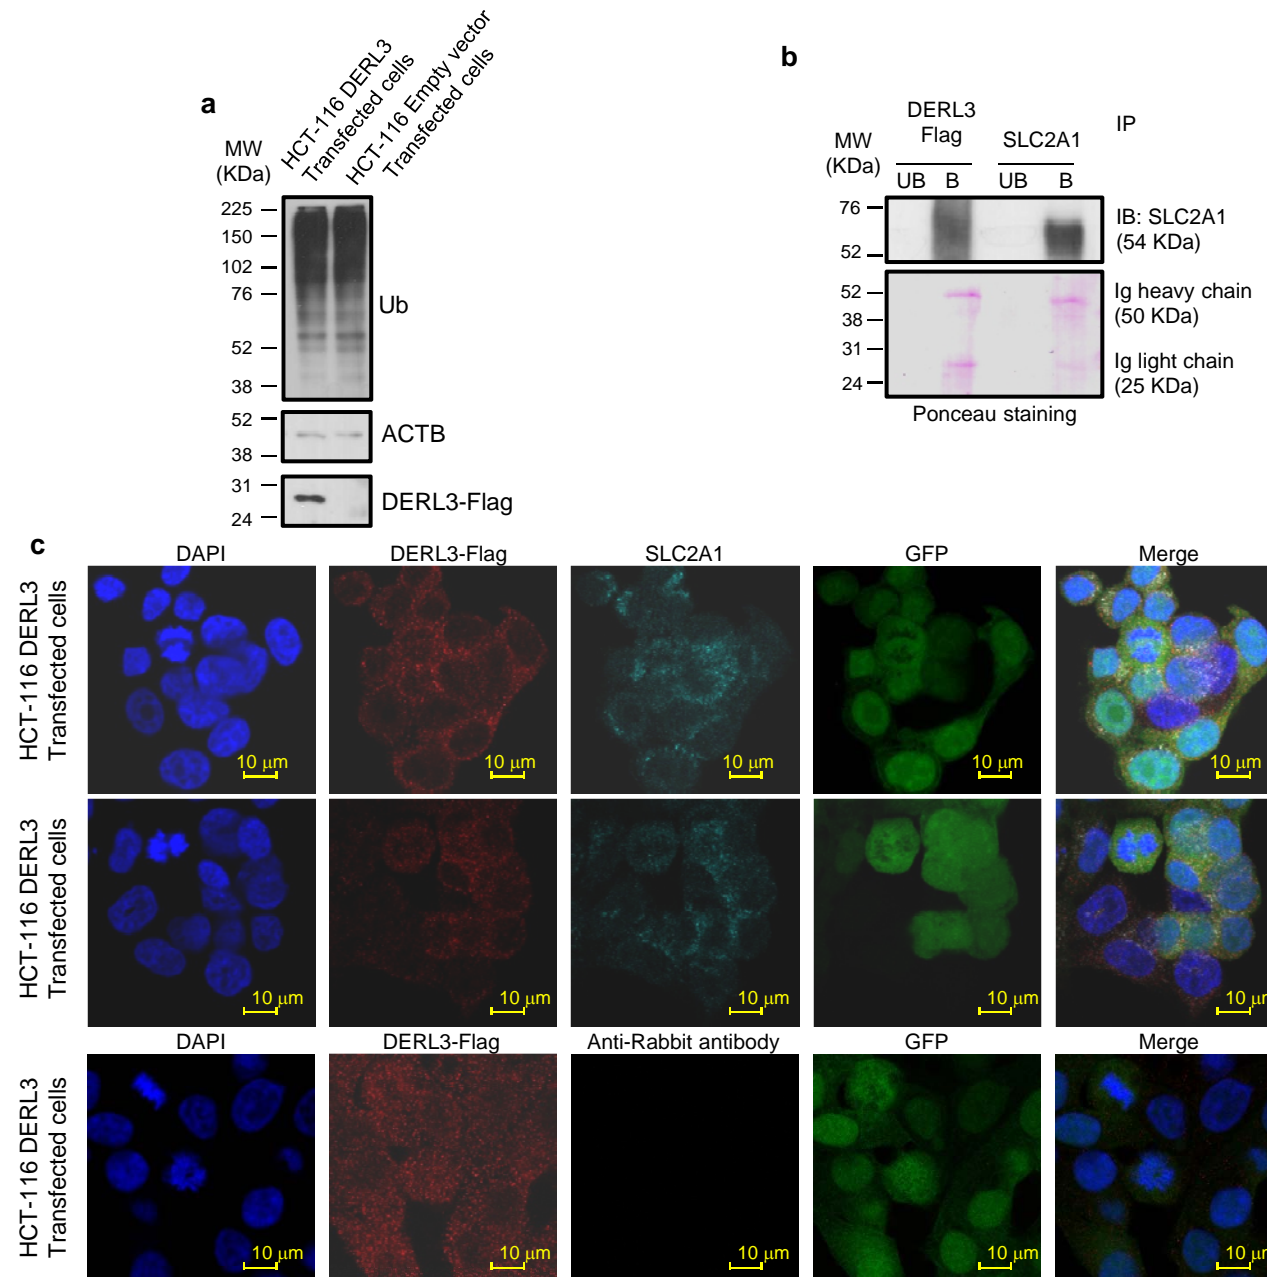 a
HCT-116 DERL3
Transfected cells
HCT-116 Empty vector
Transfected cells
MW
(KDa)
225
150
102
76
52
38
Ub
52
38
ACTB
31
24
DERL3-Flag
b
DERL3
Flag
SLC2A1
IP
MW
(KDa)
UB B UB B
76
52
IB: SLC2A1
(54 KDa)
52
38
31
24
Ig heavy chain
(50 KDa)
Ig light chain
(25 KDa)
Ponceau staining
c
DAPI DERL3-Flag SLC2A1 GFP Merge
HCT-116 DERL3
Transfected cells
10 μm 10 μm 10 μm 10 μm 10 μm
HCT-116 DERL3
Transfected cells
10 μm 10 μm 10 μm 10 μm 10 μm
DAPI DERL3-Flag Anti-Rabbit antibody GFP Merge
HCT-116 DERL3
Transfected cells
10 μm 10 μm 10 μm 10 μm 10 μm